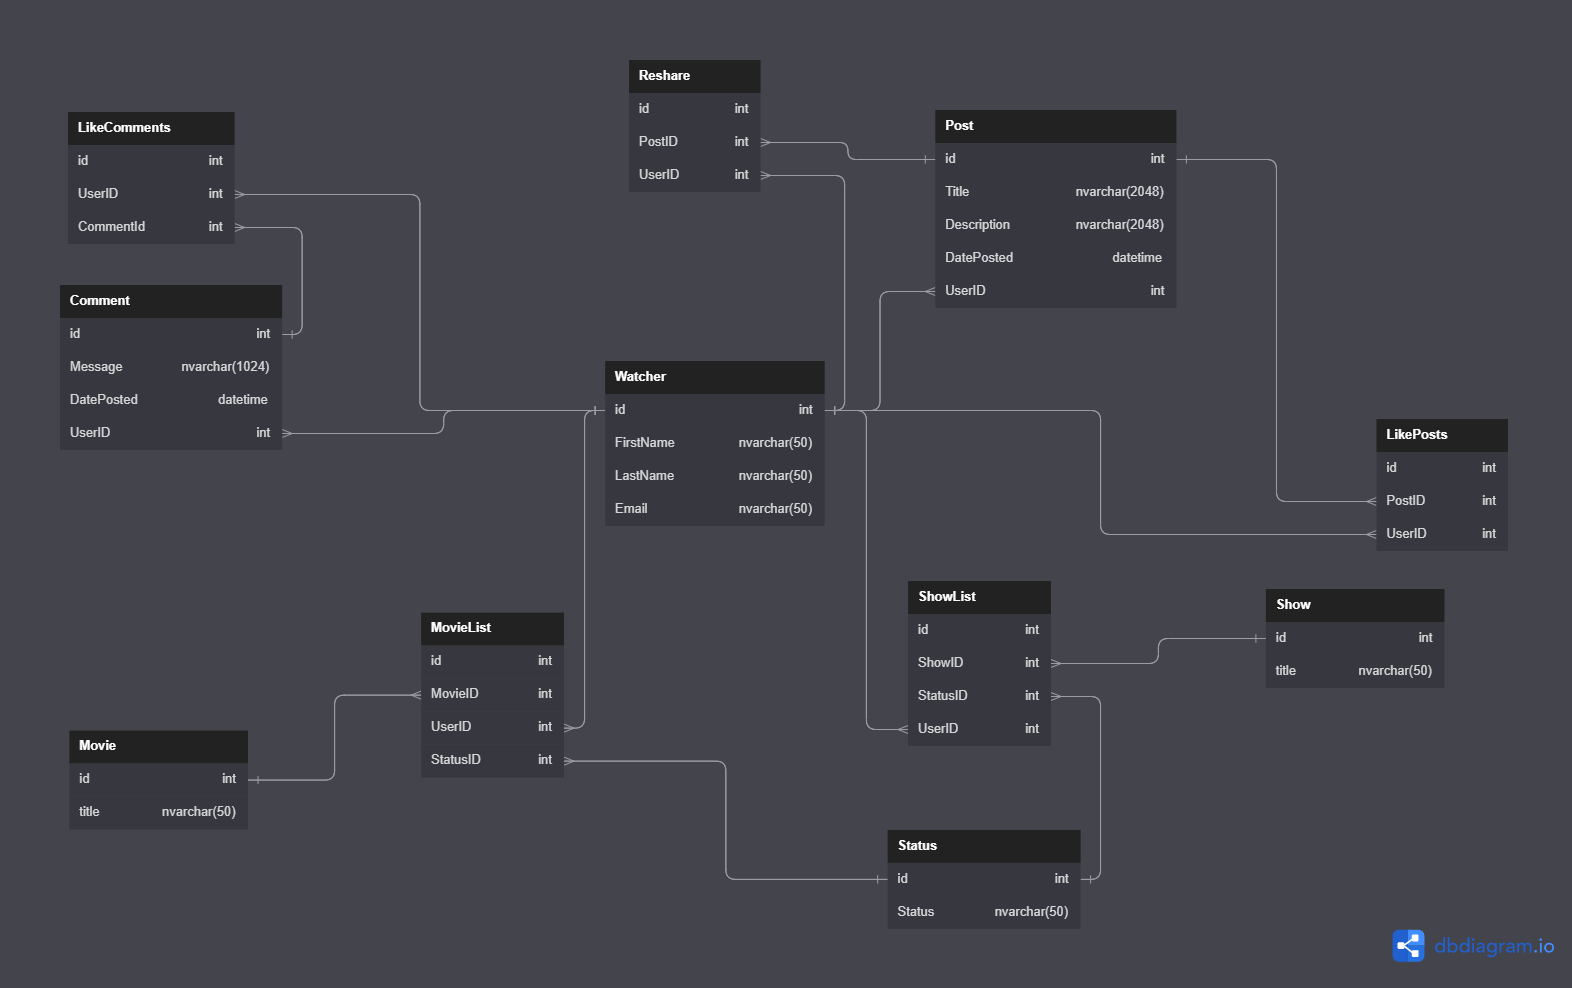 Reshare
id int
PostID int
UserID int
LikeComments
id int
UserID int
CommentId int
Post
id int
Title nvarchar(2048)
Description nvarchar(2048)
DatePosted datetime
UserID int
Comment
id int
Message nvarchar(1024)
DatePosted datetime
UserID int
Watcher
id int
FirstName nvarchar(50)
LastName nvarchar(50)
Email nvarchar(50)
LikePosts
id int
PostID int
UserID int
MovieList
id int
MovieID int
UserID int
StatusID int
ShowList
id int
ShowID int
StatusID int
UserID int
Show
id int
title nvarchar(50)
Movie
id int
title nvarchar(50)
Status
id int
Status nvarchar(50)
dbdiagram.io